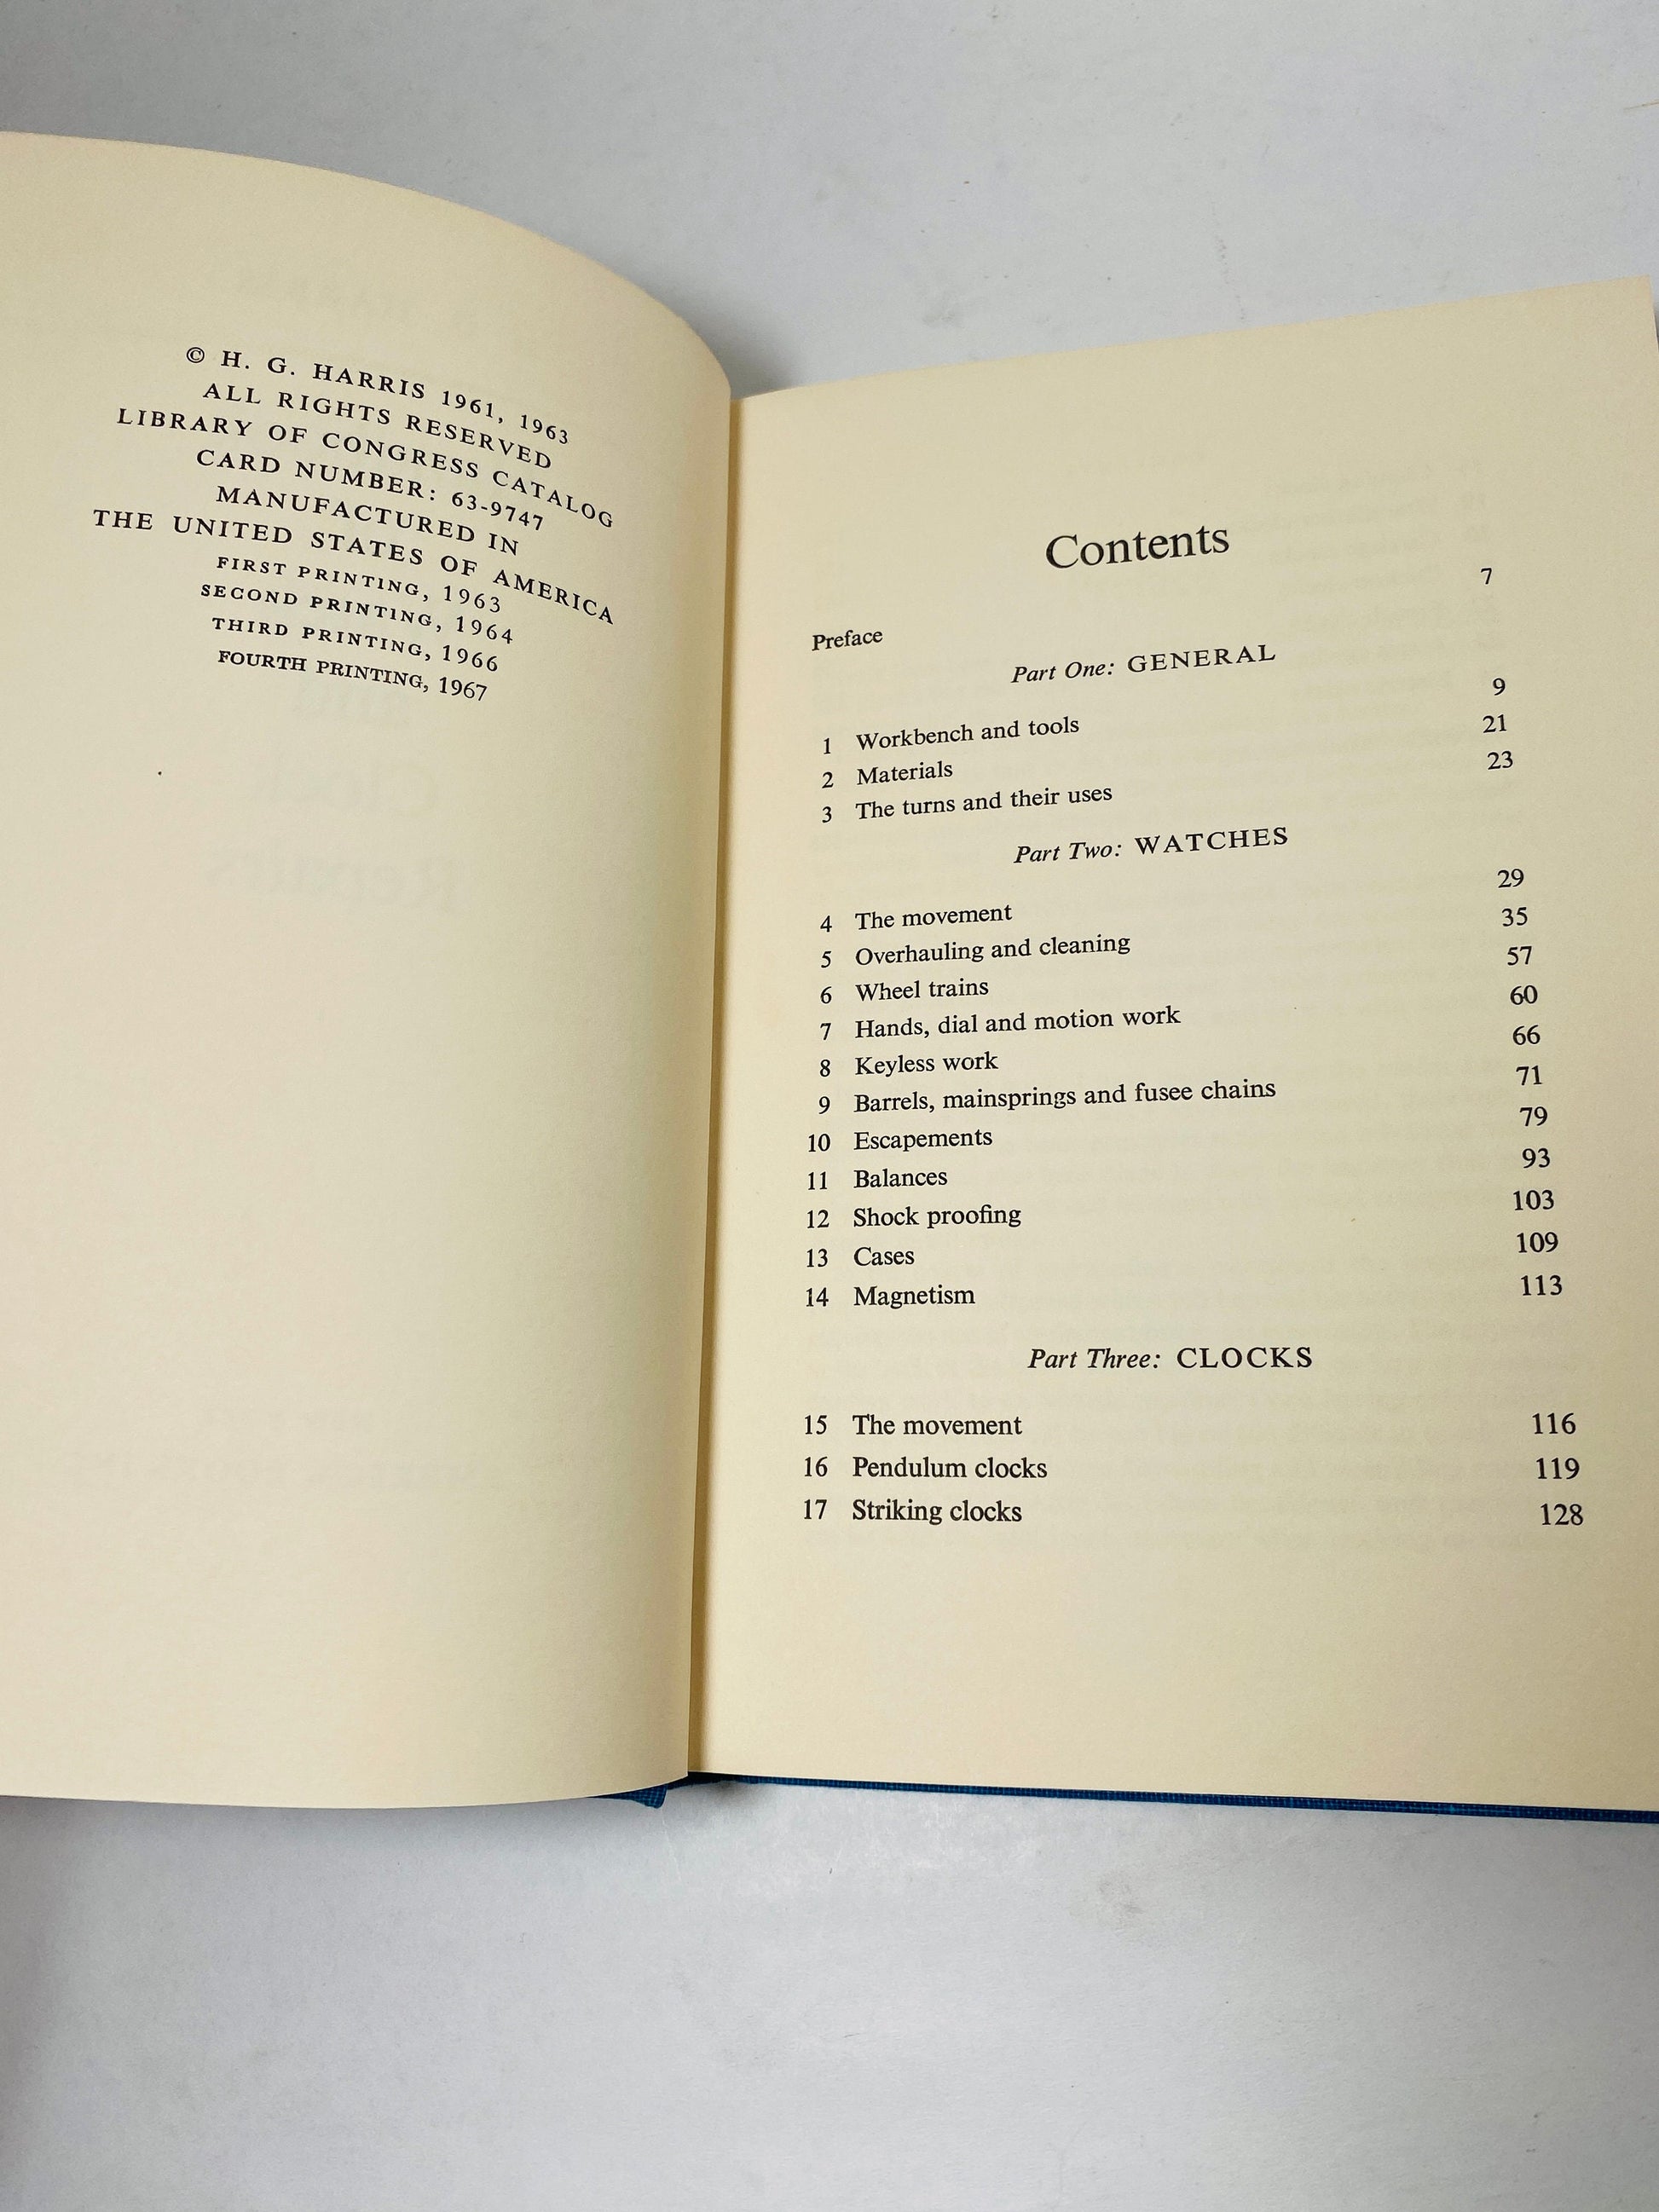 © H. G. HARRIS 1961, 1963
ALL RIGHTS RESERVED
LIBRARY OF CONGRESS CATALOG
CARD NUMBER: 63-9747
MANUFACTURED IN
THE UNITED STATES OF AMERICA
FIRST PRINTING, 1963
SECOND PRINTING, 1964
THIRD PRINTING, 1966
FOURTH PRINTING, 1967
Contents
Preface 7
Part One: GENERAL
1 Workbench and tools 9
2 Materials 21
3 The turns and their uses 23
Part Two: WATCHES
4 The movement 29
5 Overhauling and cleaning 35
6 Wheel trains 57
7 Hands, dial and motion work 60
8 Keyless work 66
9 Barrels, mainsprings and fusee chains 71
10 Escapements 79
11 Balances 93
12 Shock proofing 103
13 Cases 109
14 Magnetism 113
Part Three: CLOCKS
15 The movement 116
16 Pendulum clocks 119
17 Striking clocks 128